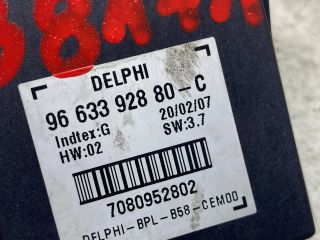 DELPHI
96 633 928 80-C
Indtex:G 20/02/07
HW:02 SW:3.7
7080952802
DELPHI-BPL-B58-CEM00